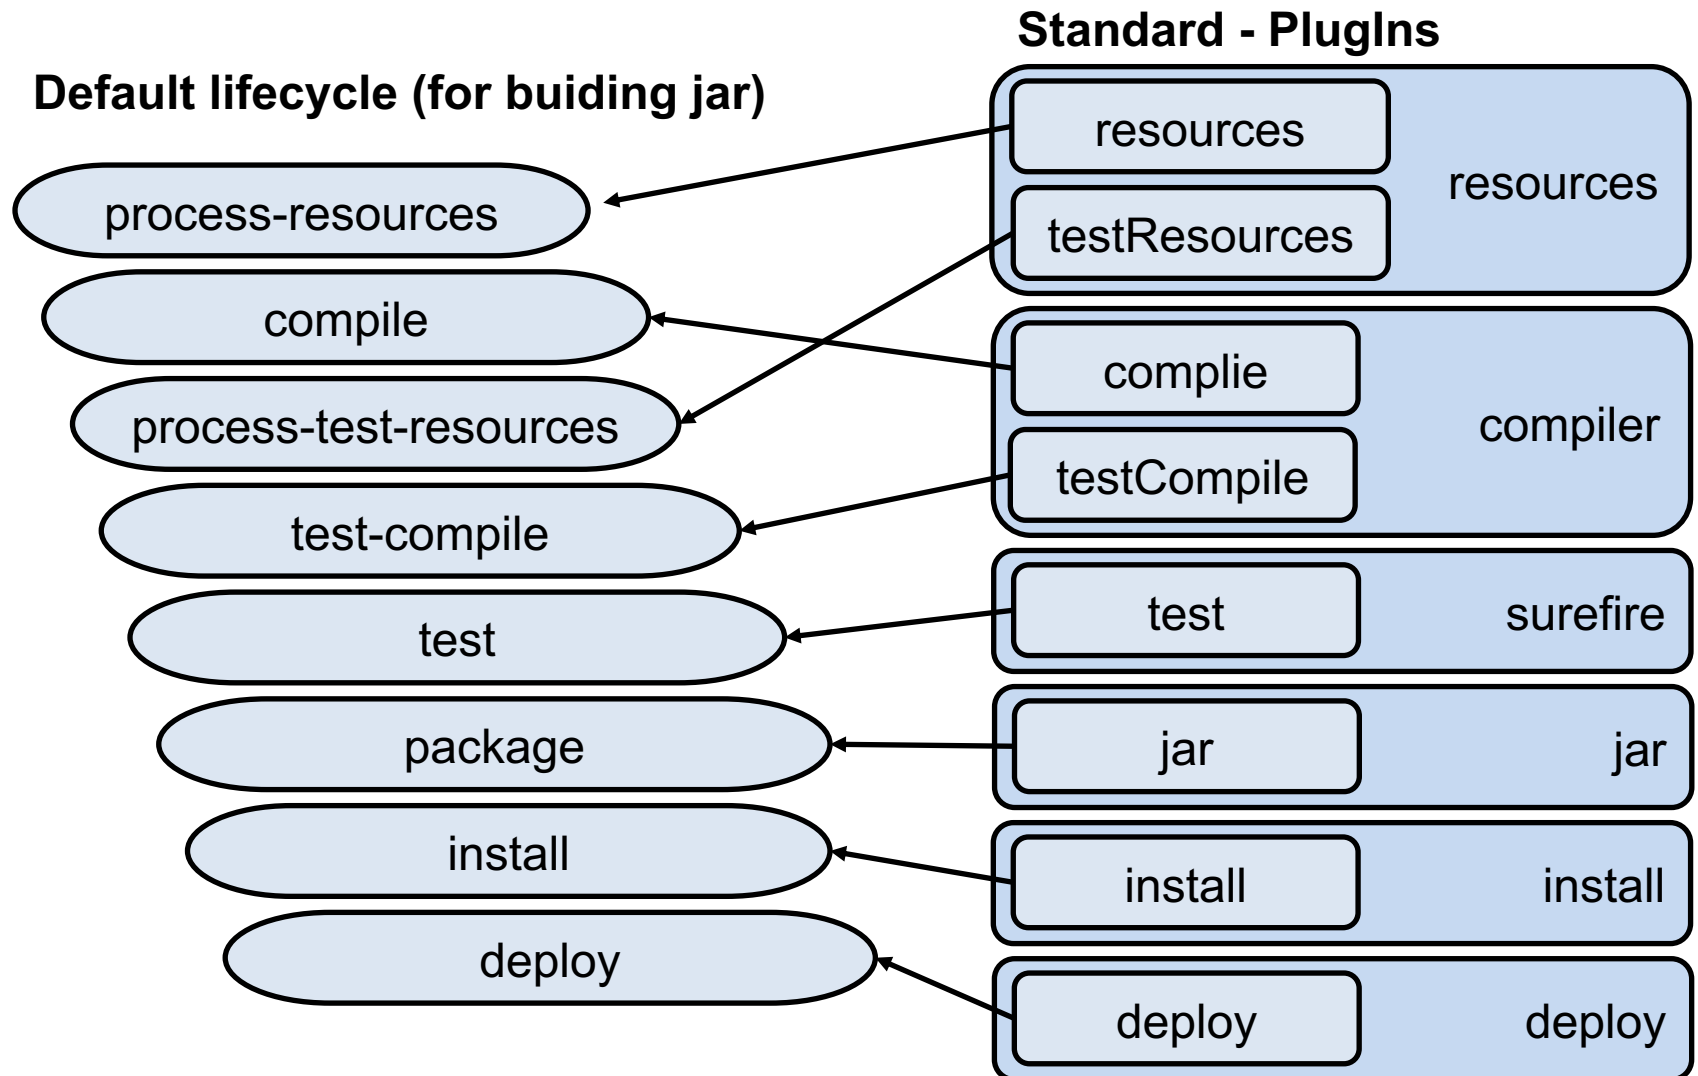 Standard - PlugIns
Default lifecycle (for buiding jar)
process-resources
compile
process-test-resources
test-compile
test
package
install
deploy
resources
testResources
resources
complie
testCompile
compiler
test
surefire
jar
jar
install
install
deploy
deploy